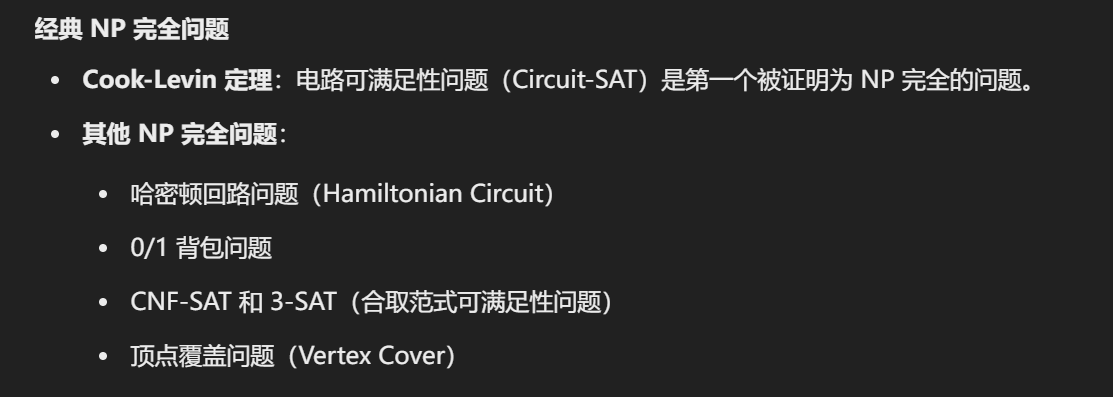 经典 NP 完全问题
• Cook-Levin 定理：电路可满足性问题（Circuit-SAT）是第一个被证明为 NP 完全的问题。
• 其他 NP 完全问题：
• 哈密顿回路问题（Hamiltonian Circuit）
• 0/1 背包问题
• CNF-SAT 和 3-SAT（合取范式可满足性问题）
• 顶点覆盖问题（Vertex Cover）